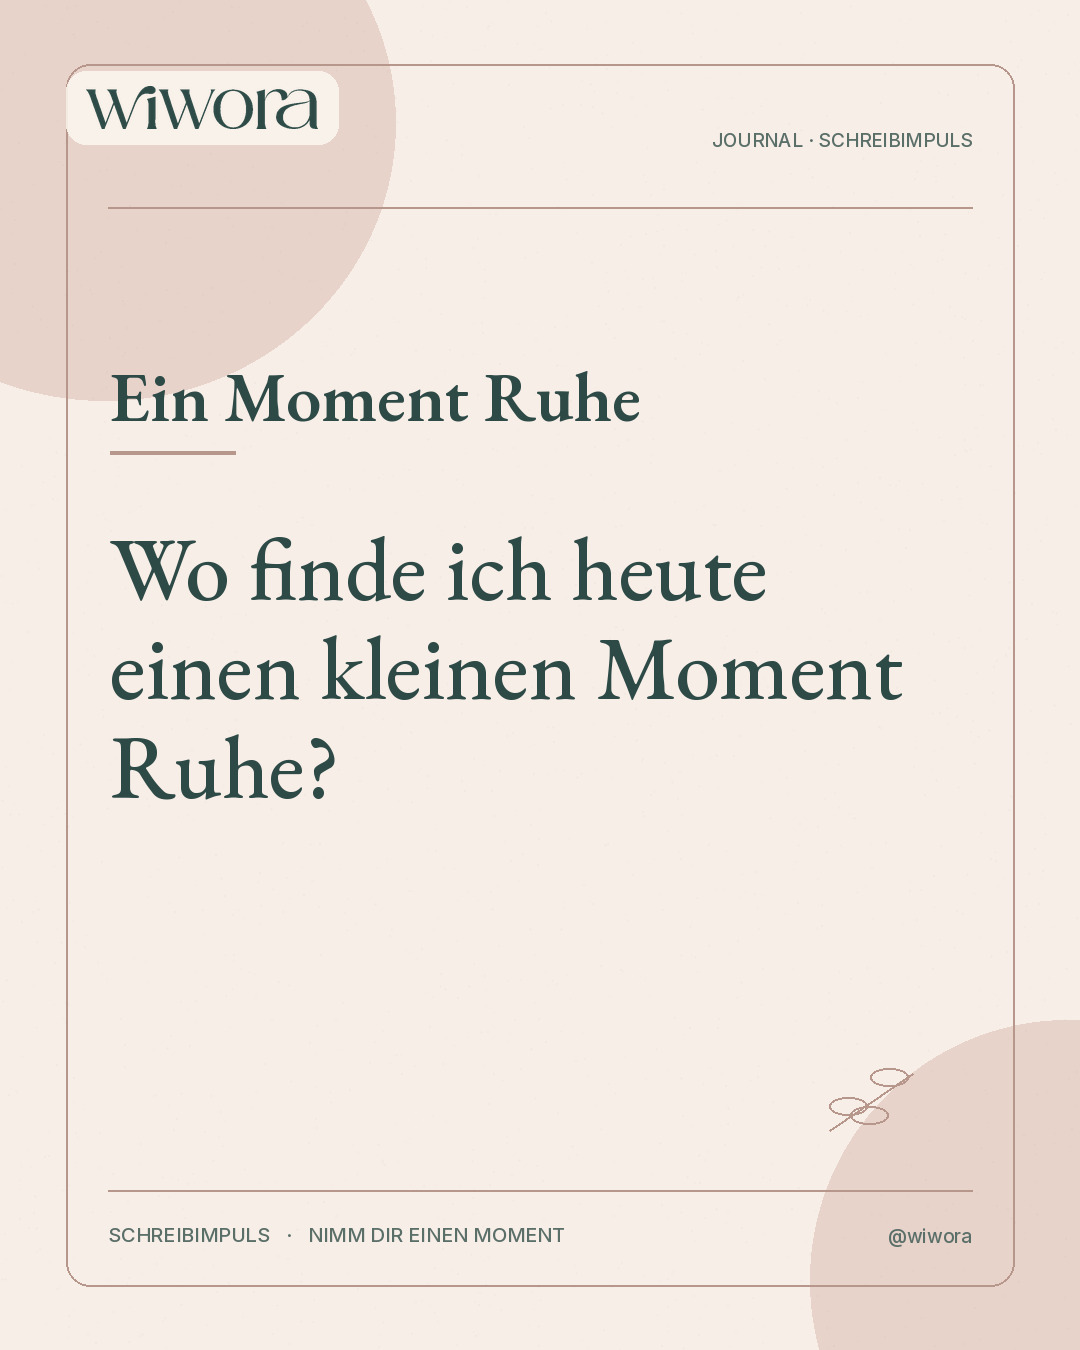 wiwora
JOURNAL · SCHREIBIMPULS
Ein Moment Ruhe
Wo finde ich heute
einen kleinen Moment
Ruhe?
SCHREIBIMPULS · NIMM DIR EINEN MOMENT
@wiwora